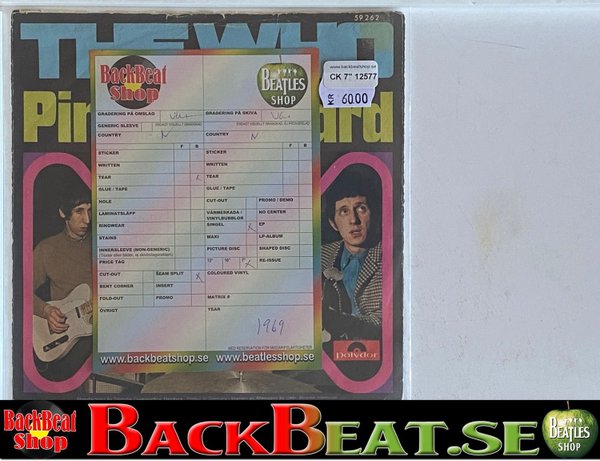 59 262
THE WHO
www.backbeatshop.se
CK 7" 12577
KR 60.00
BackBeat Shop
BEATLES SHOP
GRADERING PÅ OMSLAG
GRADERING PÅ SKIVA
GENERIC SLEEVE
COUNTRY N
COUNTRY N
F B
F B
STICKER
STICKER
WRITTEN
WRITTEN
TEAR x
TEAR
GLUE / TAPE
GLUE / TAPE
HOLE
CUT-OUT
PROMO / DEMO
LAMINATSLÄPP
VÄRMESKADA / VINYLBUBBLOR
NO CENTER
RINGWEAR
SINGEL x
EP
STAINS
MAXI
LP-ALBUM
INNERSLEEVE (NON-GENERIC)
PICTURE DISC
SHAPED DISC
PRICE TAG
12" 10" 7" x
RE-ISSUE
CUT-OUT
SEAM SPLIT x
COLOURED VINYL
BENT CORNER
INSERT
FOLD-OUT
PROMO
MATRIX #
ÖVRIGT
YEAR
1969
www.backbeatshop.se
www.beatlesshop.se
polydor
BackBeat Shop
BACKBEAT.SE
BEATLES SHOP